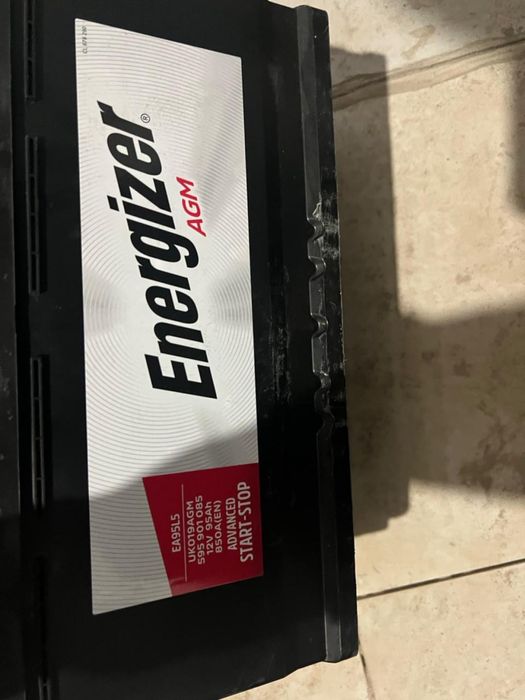 Energizer®
AGM
EA95L5
UK019AGM
595 901 085
12V 95Ah
850A(EN)
ADVANCED
START-STOP